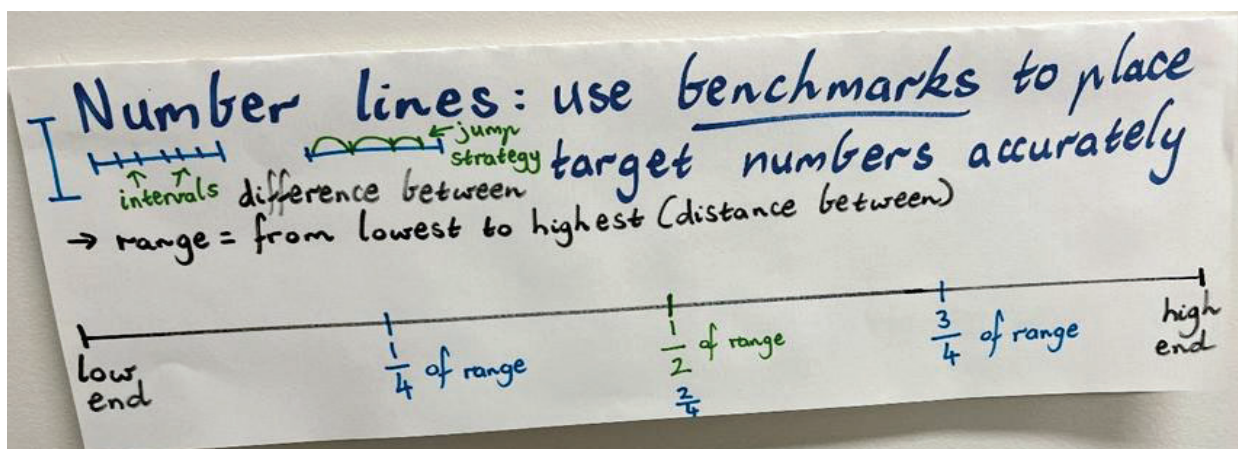 Number lines: use benchmarks to place
target numbers accurately
← jump
strategy
intervals
difference between
→ range = from lowest to highest (distance between)
low
end
1/4 of range
1/2 of range
2/4
3/4 of range
high
end